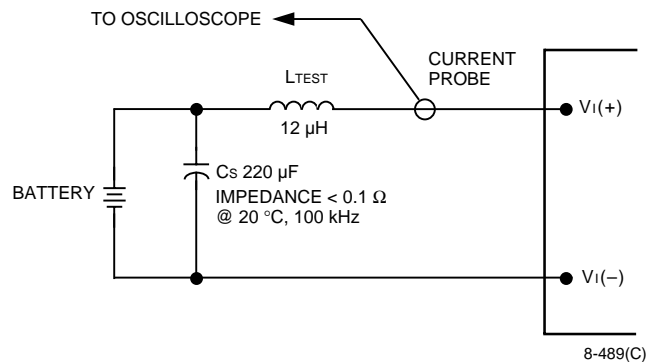 TO OSCILLOSCOPE
CURRENT
PROBE
LTEST
12 µH
VI(+)
CS 220 µF
IMPEDANCE < 0.1 Ω
@ 20 °C, 100 kHz
BATTERY
VI(–)
8-489(C)